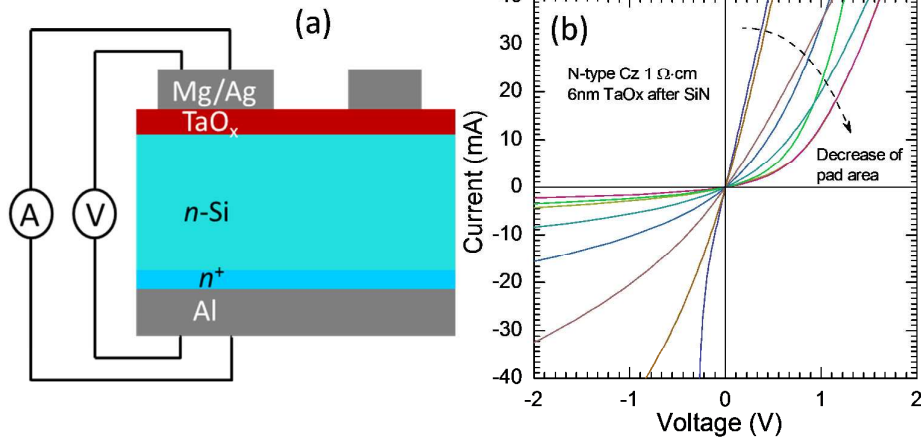 (a)
Mg/Ag
TaOx
n-Si
n+
Al
A
V
(b)
N-type Cz 1 Ω·cm
6nm TaOx after SiN
Decrease of
pad area
Current (mA)
40
30
20
10
0
-10
-20
-30
-40
-2
-1
0
1
2
Voltage (V)